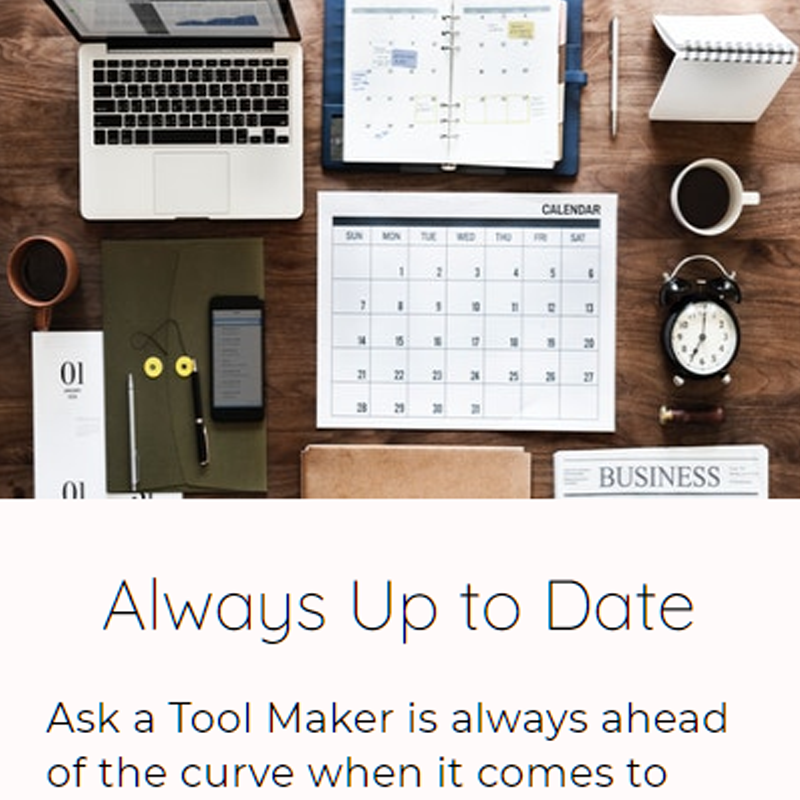 CALENDAR
SUN MON TUE WED THU FRI SAT
1 2 3 4 5 6
7 8 9 10 11 12 13
14 15 16 17 18 19 20
21 22 23 24 25 26 27
28 29 30 31
01
01
BUSINESS
Always Up to Date
Ask a Tool Maker is always ahead
of the curve when it comes to